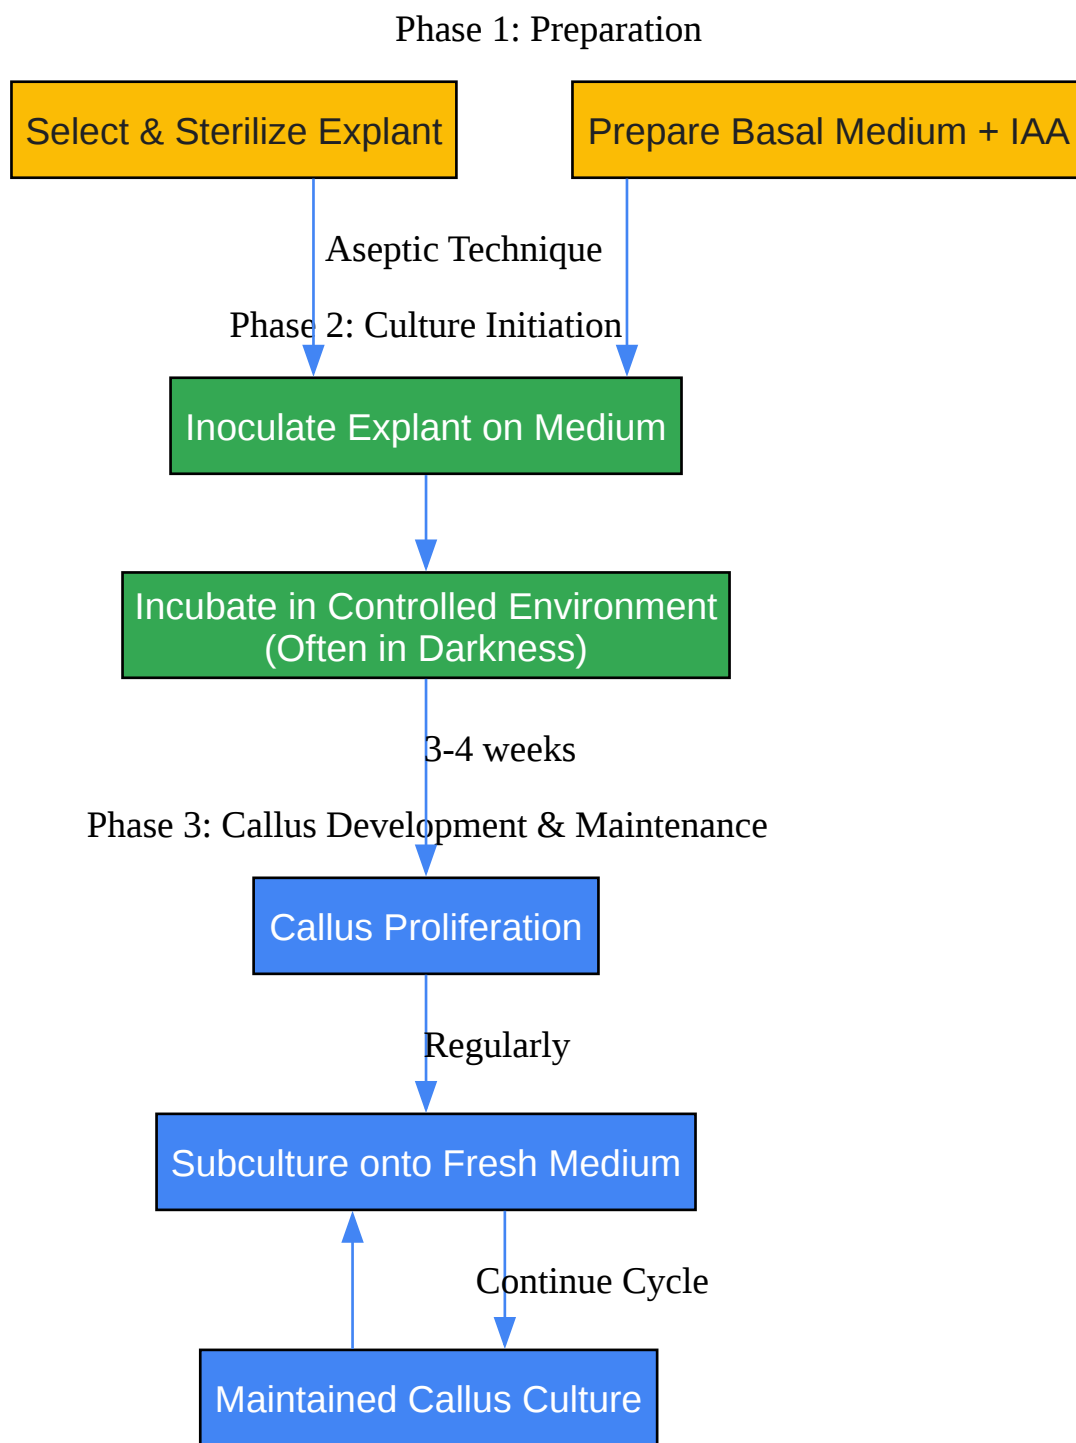 Phase 1: Preparation
Select & Sterilize Explant
Prepare Basal Medium + IAA
Aseptic Technique
Phase 2: Culture Initiation
Inoculate Explant on Medium
Incubate in Controlled Environment
(Often in Darkness)
3-4 weeks
Phase 3: Callus Development & Maintenance
Callus Proliferation
Regularly
Subculture onto Fresh Medium
Continue Cycle
Maintained Callus Culture